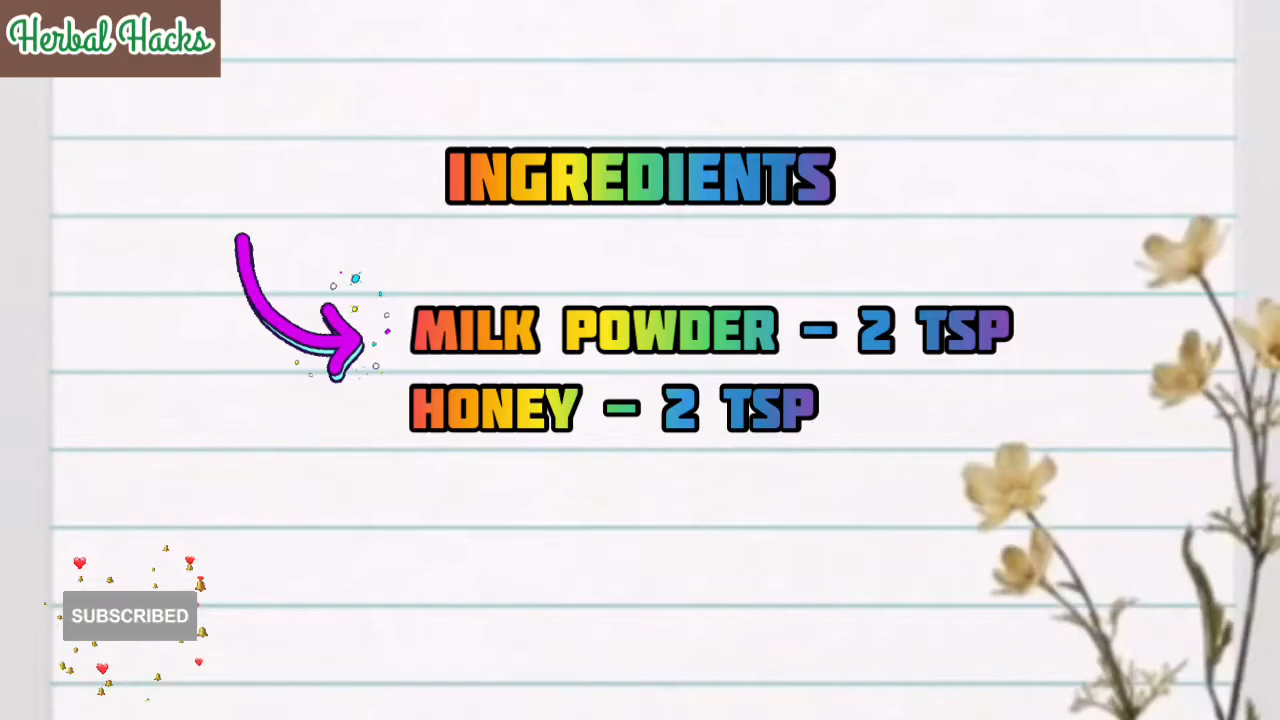 Herbal Hacks
INGREDIENTS
MILK POWDER - 2 TSP
HONEY - 2 TSP
SUBSCRIBED